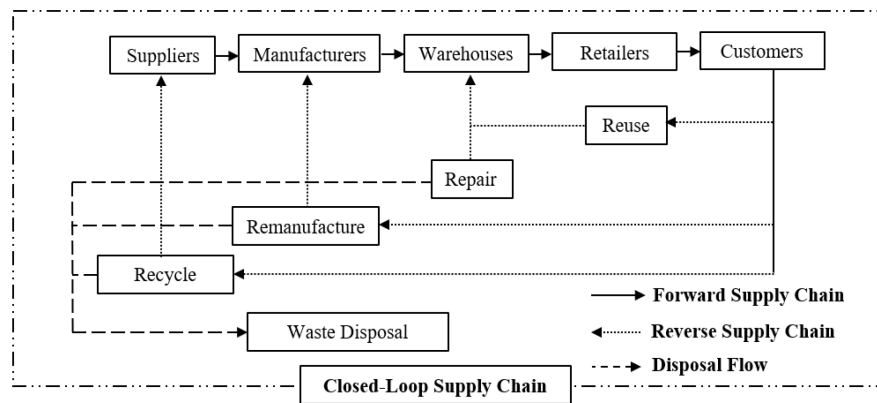 Suppliers
Manufacturers
Warehouses
Retailers
Customers
Reuse
Repair
Remanufacture
Recycle
Waste Disposal
Forward Supply Chain
Reverse Supply Chain
Disposal Flow
Closed-Loop Supply Chain